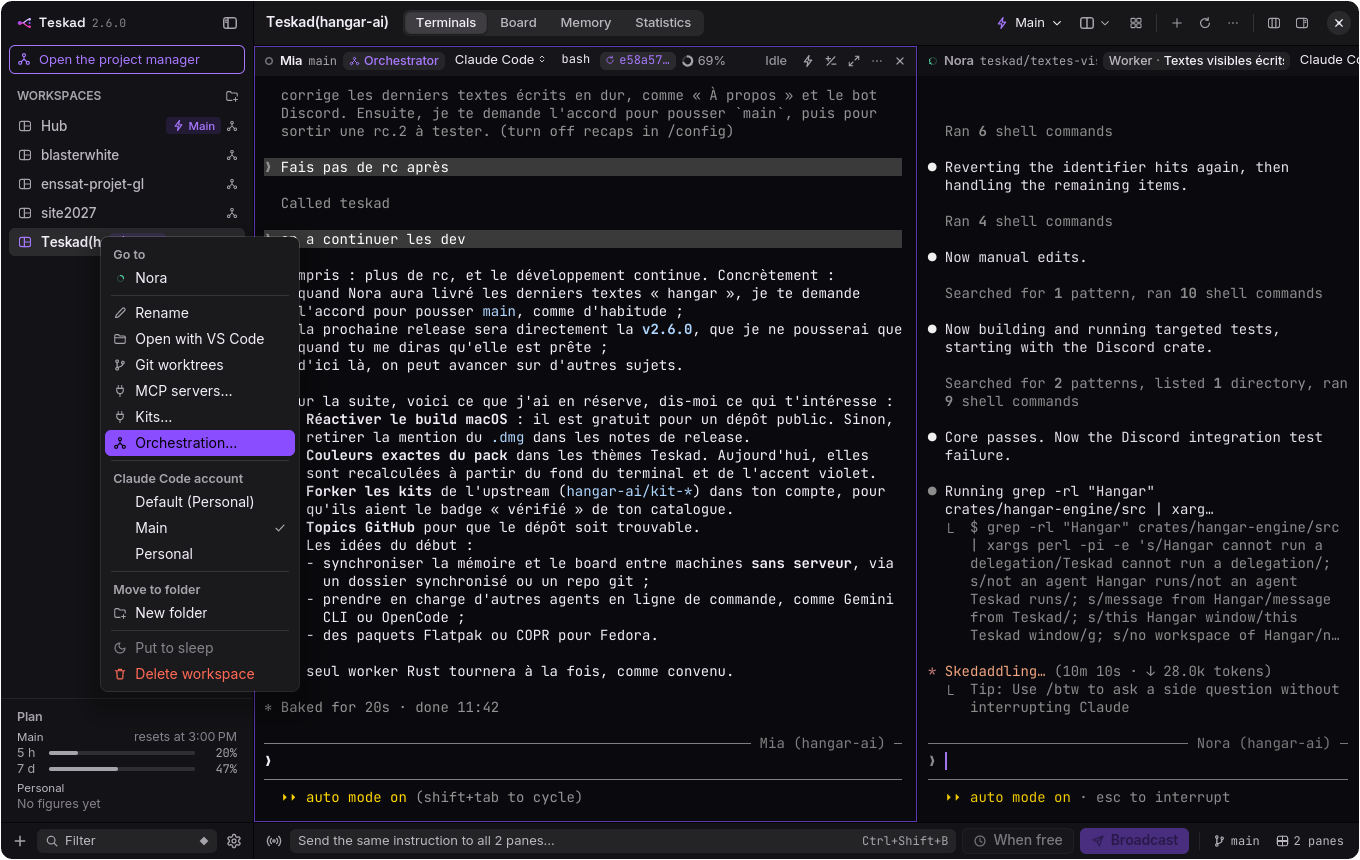 Teskad 2.6.0
Open the project manager
WORKSPACES
Hub
Main
blasterwhite
enssat-projet-gl
site2027
Teskad(h
Go to
Nora
Rename
Open with VS Code
Git worktrees
MCP servers...
Kits...
Orchestration...
Claude Code account
Default (Personal)
Main
Personal
Move to folder
New folder
Put to sleep
Delete workspace
Plan
Main resets at 3:00 PM
5 h 20%
7 d 47%
Personal
No figures yet
Filter
Teskad(hangar-ai) Terminals Board Memory Statistics
Main
Mia main Orchestrator Claude Code bash e58a57… 69% Idle
corrige les derniers textes écrits en dur, comme « À propos » et le bot
Discord. Ensuite, je te demande l'accord pour pousser `main`, puis pour
sortir une rc.2 à tester. (turn off recaps in /config)
❯ Fais pas de rc après
Called teskad
a continuer les dev
mpris : plus de rc, et le développement continue. Concrètement :
quand Nora aura livré les derniers textes « hangar », je te demande
l'accord pour pousser main, comme d'habitude ;
la prochaine release sera directement la v2.6.0, que je ne pousserai que
quand tu me diras qu'elle est prête ;
d'ici là, on peut avancer sur d'autres sujets.
ur la suite, voici ce que j'ai en réserve, dis-moi ce qui t'intéresse :
Réactiver le build macOS : il est gratuit pour un dépôt public. Sinon,
retirer la mention du .dmg dans les notes de release.
Couleurs exactes du pack dans les thèmes Teskad. Aujourd'hui, elles
sont recalculées à partir du fond du terminal et de l'accent violet.
Forker les kits de l'upstream (hangar-ai/kit-*) dans ton compte, pour
qu'ils aient le badge « vérifié » de ton catalogue.
Topics GitHub pour que le dépôt soit trouvable.
Les idées du début :
- synchroniser la mémoire et le board entre machines sans serveur, via
un dossier synchronisé ou un repo git ;
- prendre en charge d'autres agents en ligne de commande, comme Gemini
CLI ou OpenCode ;
- des paquets Flatpak ou COPR pour Fedora.
seul worker Rust tournera à la fois, comme convenu.
* Baked for 20s · done 11:42
Mia (hangar-ai)
❯
auto mode on (shift+tab to cycle)
Nora teskad/textes-vi Worker · Textes visibles écrit Claude Co
Ran 6 shell commands
● Reverting the identifier hits again, then
handling the remaining items.
Ran 4 shell commands
● Now manual edits.
Searched for 1 pattern, ran 10 shell commands
● Now building and running targeted tests,
starting with the Discord crate.
Searched for 2 patterns, listed 1 directory, ran
9 shell commands
● Core passes. Now the Discord integration test
failure.
● Running grep -rl "Hangar"
crates/hangar-engine/src | xarg…
$ grep -rl "Hangar" crates/hangar-engine/src
| xargs perl -pi -e 's/Hangar cannot run a
delegation/Teskad cannot run a delegation/;
s/not an agent Hangar runs/not an agent
Teskad runs/; s/message from Hangar/message
from Teskad/; s/this Hangar window/this
Teskad window/g; s/no workspace of Hangar/n…
* Skedaddling… (10m 10s · ↓ 28.0k tokens)
Tip: Use /btw to ask a side question without
interrupting Claude
Nora (hangar-ai)
❯
auto mode on · esc to interrupt
Send the same instruction to all 2 panes... Ctrl+Shift+B When free Broadcast main 2 panes